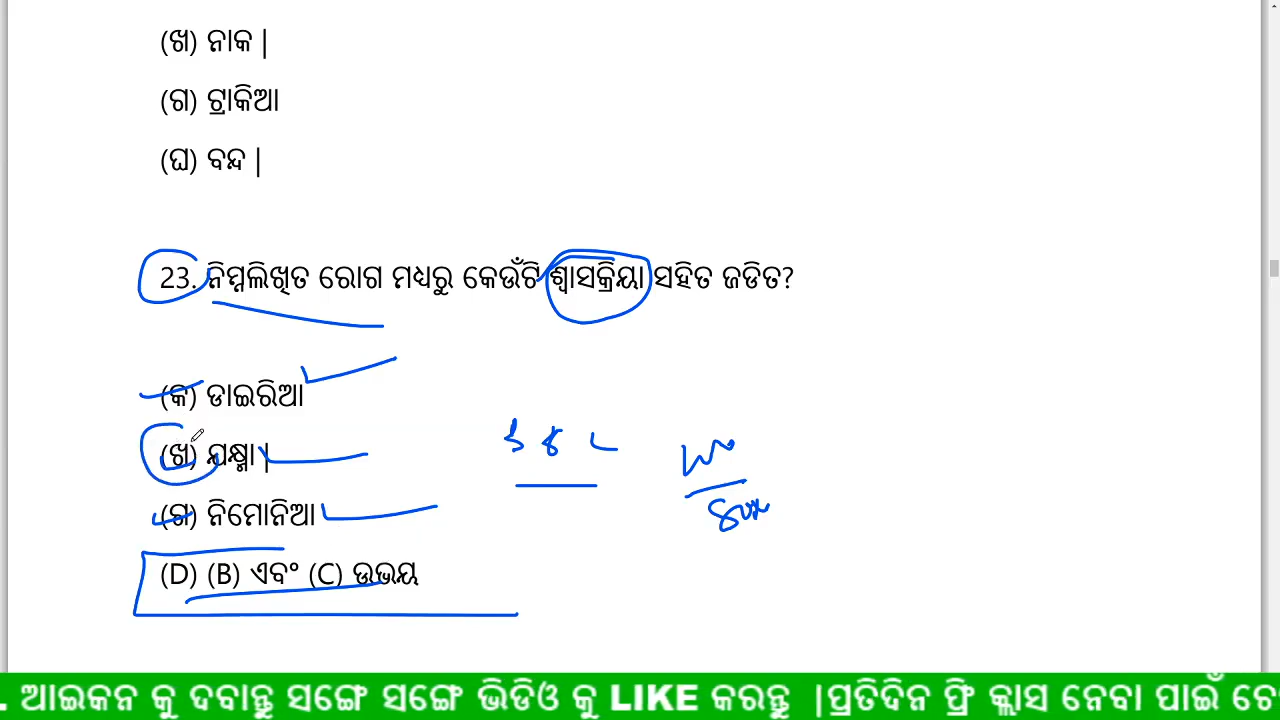 (ଖ) ନାକ |
(ଗ) ଟ୍ରାକିଆ
(ଘ) ବନ୍ଦ |
23. ନିମ୍ନଲିଖିତ ରୋଗ ମଧ୍ୟରୁ କେଉଁଟି ଶ୍ୱାସକ୍ରିୟା ସହିତ ଜଡିତ?
(କ) ଡାଇରିଆ
(ଖ) ଯକ୍ଷ୍ମା |
(ଗ) ନିମୋନିଆ
(D) (B) ଏବଂ (C) ଉଭୟ
ଆଇକନ କୁ ଦବାନ୍ତୁ ସଙ୍ଗେ ସଙ୍ଗେ ଭିଡିଓ କୁ LIKE କରନ୍ତୁ |ପ୍ରତିଦିନ ଫ୍ରି କ୍ଲାସ ନେବା ପାଇଁ